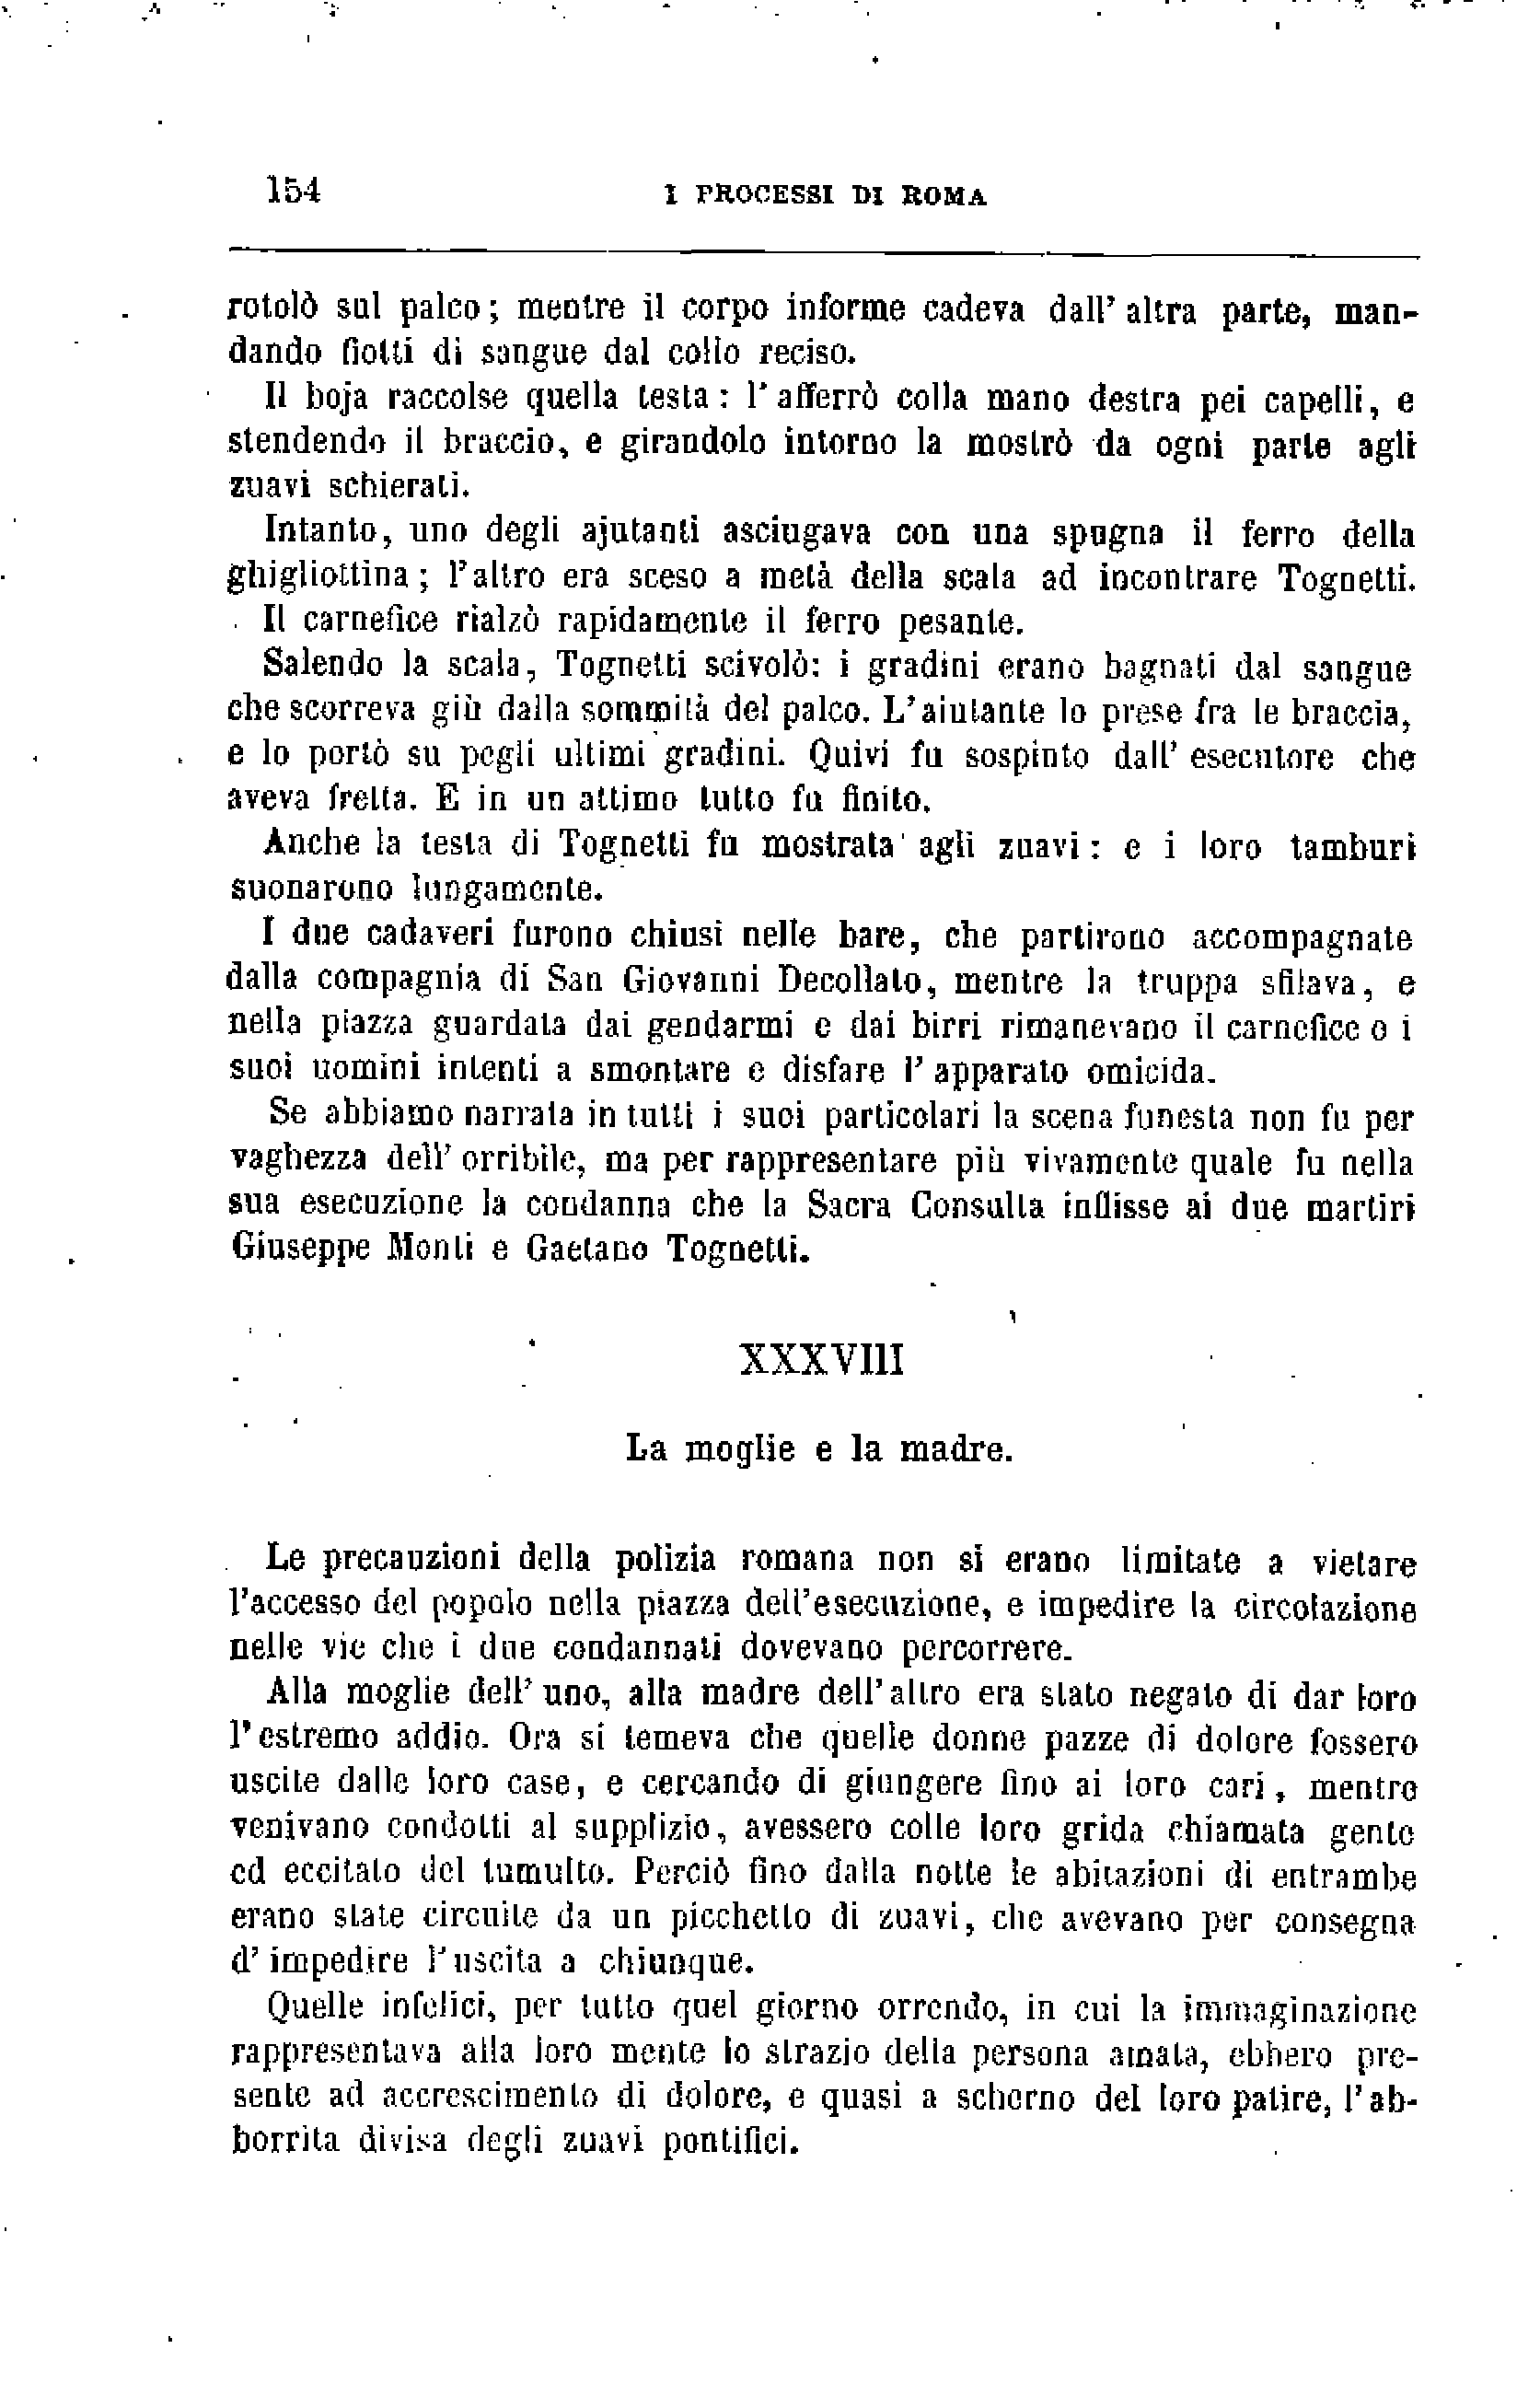 154
I PROCESSI DI ROMA
rotolò sul palco; mentre il corpo informe cadeva dall' altra parte, man-
dando fiotti di sangue dal collo reciso.
Il boja raccolse quella testa: l' afferrò colla mano destra pei capelli, e
stendendo il braccio, e girandolo intorno la mostrò da ogni parte agli
zuavi schierati.
Intanto, uno degli ajutanti asciugava con una spugna il ferro della
ghigliottina; l'altro era sceso a metà della scala ad incontrare Tognetti.
Il carnefice rialzò rapidamente il ferro pesante.
Salendo la scala, Tognetti scivolò: i gradini erano bagnati dal sangue
che scorreva giù dalla sommità del palco. L'aiutante lo prese fra le braccia,
e lo portò su pegli ultimi gradini. Quivi fu sospinto dall' esecutore che
aveva fretta. E in un attimo tutto fu finito.
Anche la testa di Tognetti fu mostrata agli zuavi: e i loro tamburi
suonarono lungamente.
I due cadaveri furono chiusi nelle bare, che partirono accompagnate
dalla compagnia di San Giovanni Decollato, mentre la truppa sfilava, e
nella piazza guardata dai gendarmi e dai birri rimanevano il carnefice o i
suoi uomini intenti a smontare e disfare l' apparato omicida.
Se abbiamo narrata in tutti i suoi particolari la scena funesta non fu per
vaghezza dell' orribile, ma per rappresentare più vivamente quale fu nella
sua esecuzione la condanna che la Sacra Consulta inflisse ai due martiri
Giuseppe Monti e Gaetano Tognetti.
XXXVIII
La moglie e la madre.
Le precauzioni della polizia romana non si erano limitate a vietare
l'accesso del popolo nella piazza dell'esecuzione, e impedire la circolazione
nelle vie che i due condannati dovevano percorrere.
Alla moglie dell' uno, alla madre dell'altro era stato negato di dar loro
l'estremo addio. Ora si temeva che quelle donne pazze di dolore fossero
uscite dalle loro case, e cercando di giungere fino ai loro cari, mentre
venivano condotti al supplizio, avessero colle loro grida chiamata gente
ed eccitato del tumulto. Perciò fino dalla notte le abitazioni di entrambe
erano state circuite da un picchetto di zuavi, che avevano per consegna
d' impedire l'uscita a chiunque.
Quelle infelici, per tutto quel giorno orrendo, in cui la immaginazione
rappresentava alla loro mente lo strazio della persona amata, ebbero pre-
sente ad accrescimento di dolore, e quasi a scherno del loro patire, l'ab-
borrita divisa degli zuavi pontifici.